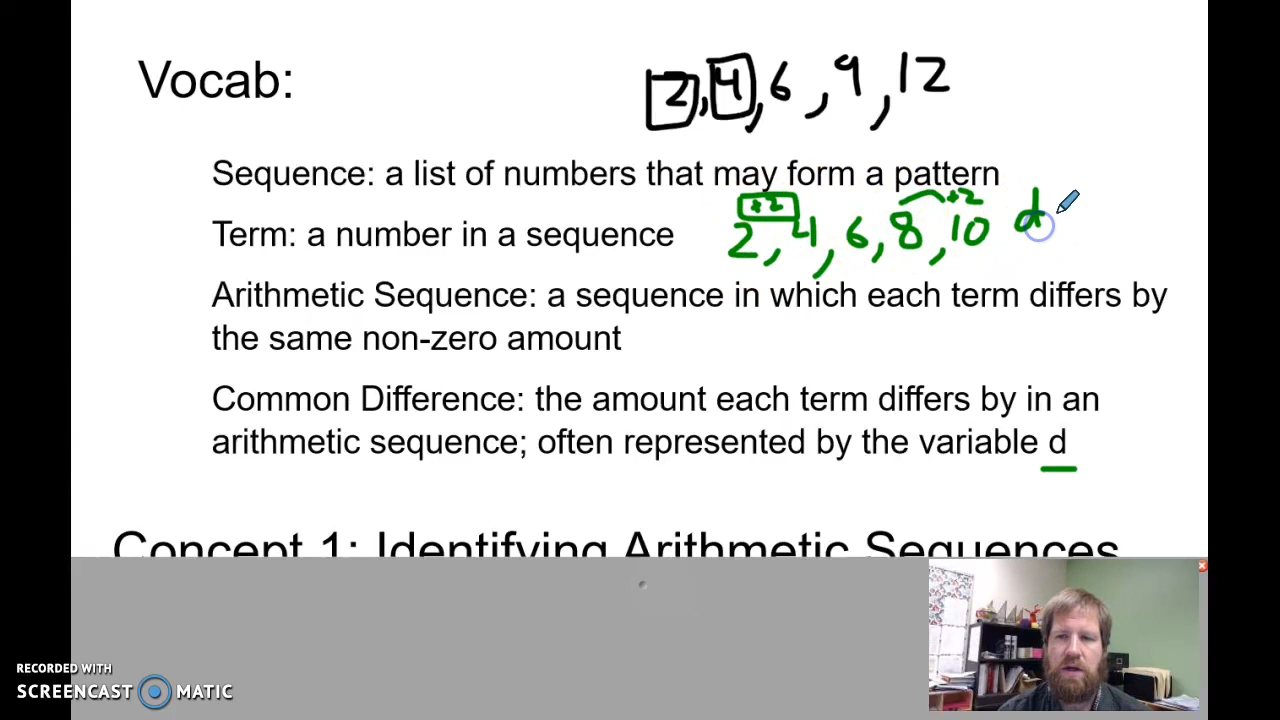 Vocab:
2, 4, 6, 9, 12
Sequence: a list of numbers that may form a pattern
+2 +2
Term: a number in a sequence 2, 4, 6, 8, 10 d
Arithmetic Sequence: a sequence in which each term differs by
the same non-zero amount
Common Difference: the amount each term differs by in an
arithmetic sequence; often represented by the variable d
Concept 1: Identifying Arithmetic Sequences
RECORDED WITH
SCREENCAST MATIC